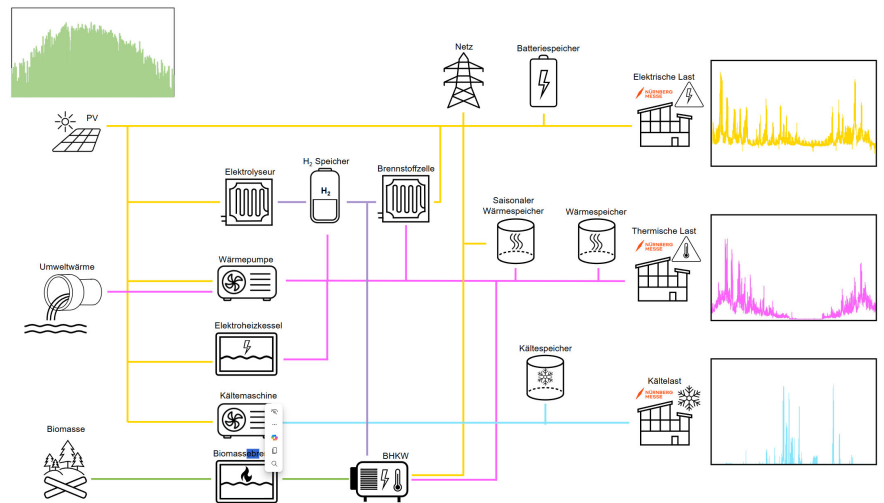 Netz
Batteriespeicher
Elektrische Last
NÜRNBERG
MESSE
PV
Elektrolyseur
H₂ Speicher
H₂
Brennstoffzelle
Saisonaler
Wärmespeicher
Wärmespeicher
Thermische Last
NÜRNBERG
MESSE
Umweltwärme
Wärmepumpe
Elektroheizkessel
Kältespeicher
Kältemaschine
Kältelast
NÜRNBERG
MESSE
Biomasse
BHKW